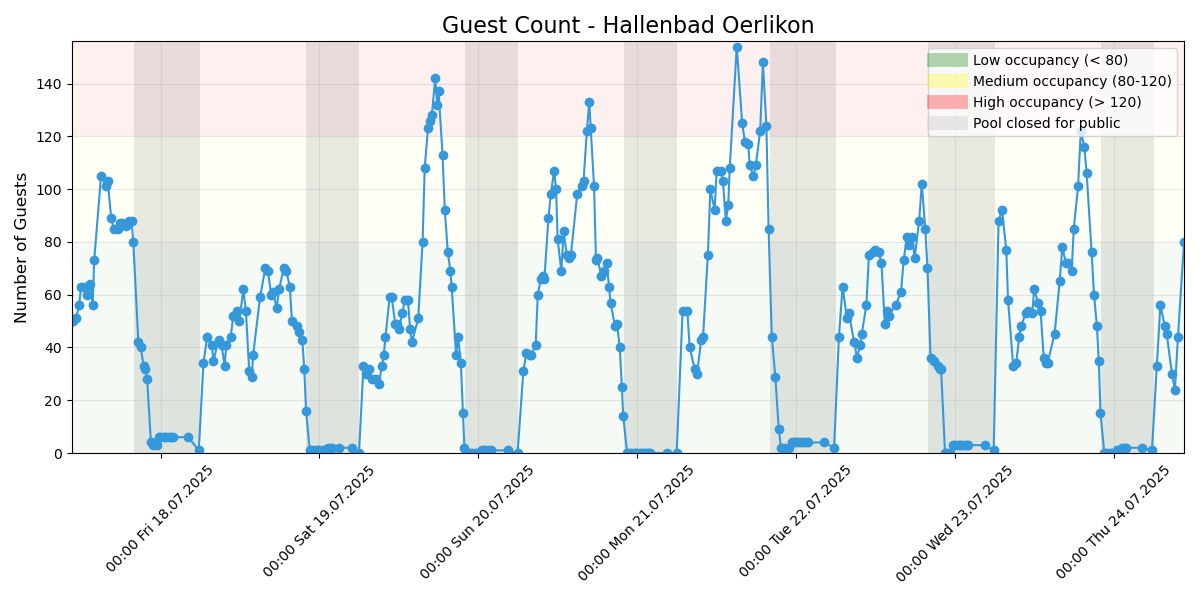 Guest Count - Hallenbad Oerlikon
Number of Guests
140
120
100
80
60
40
20
0
Low occupancy (< 80)
Medium occupancy (80-120)
High occupancy (> 120)
Pool closed for public
00:00 Fri 18.07.2025
00:00 Sat 19.07.2025
00:00 Sun 20.07.2025
00:00 Mon 21.07.2025
00:00 Tue 22.07.2025
00:00 Wed 23.07.2025
00:00 Thu 24.07.2025